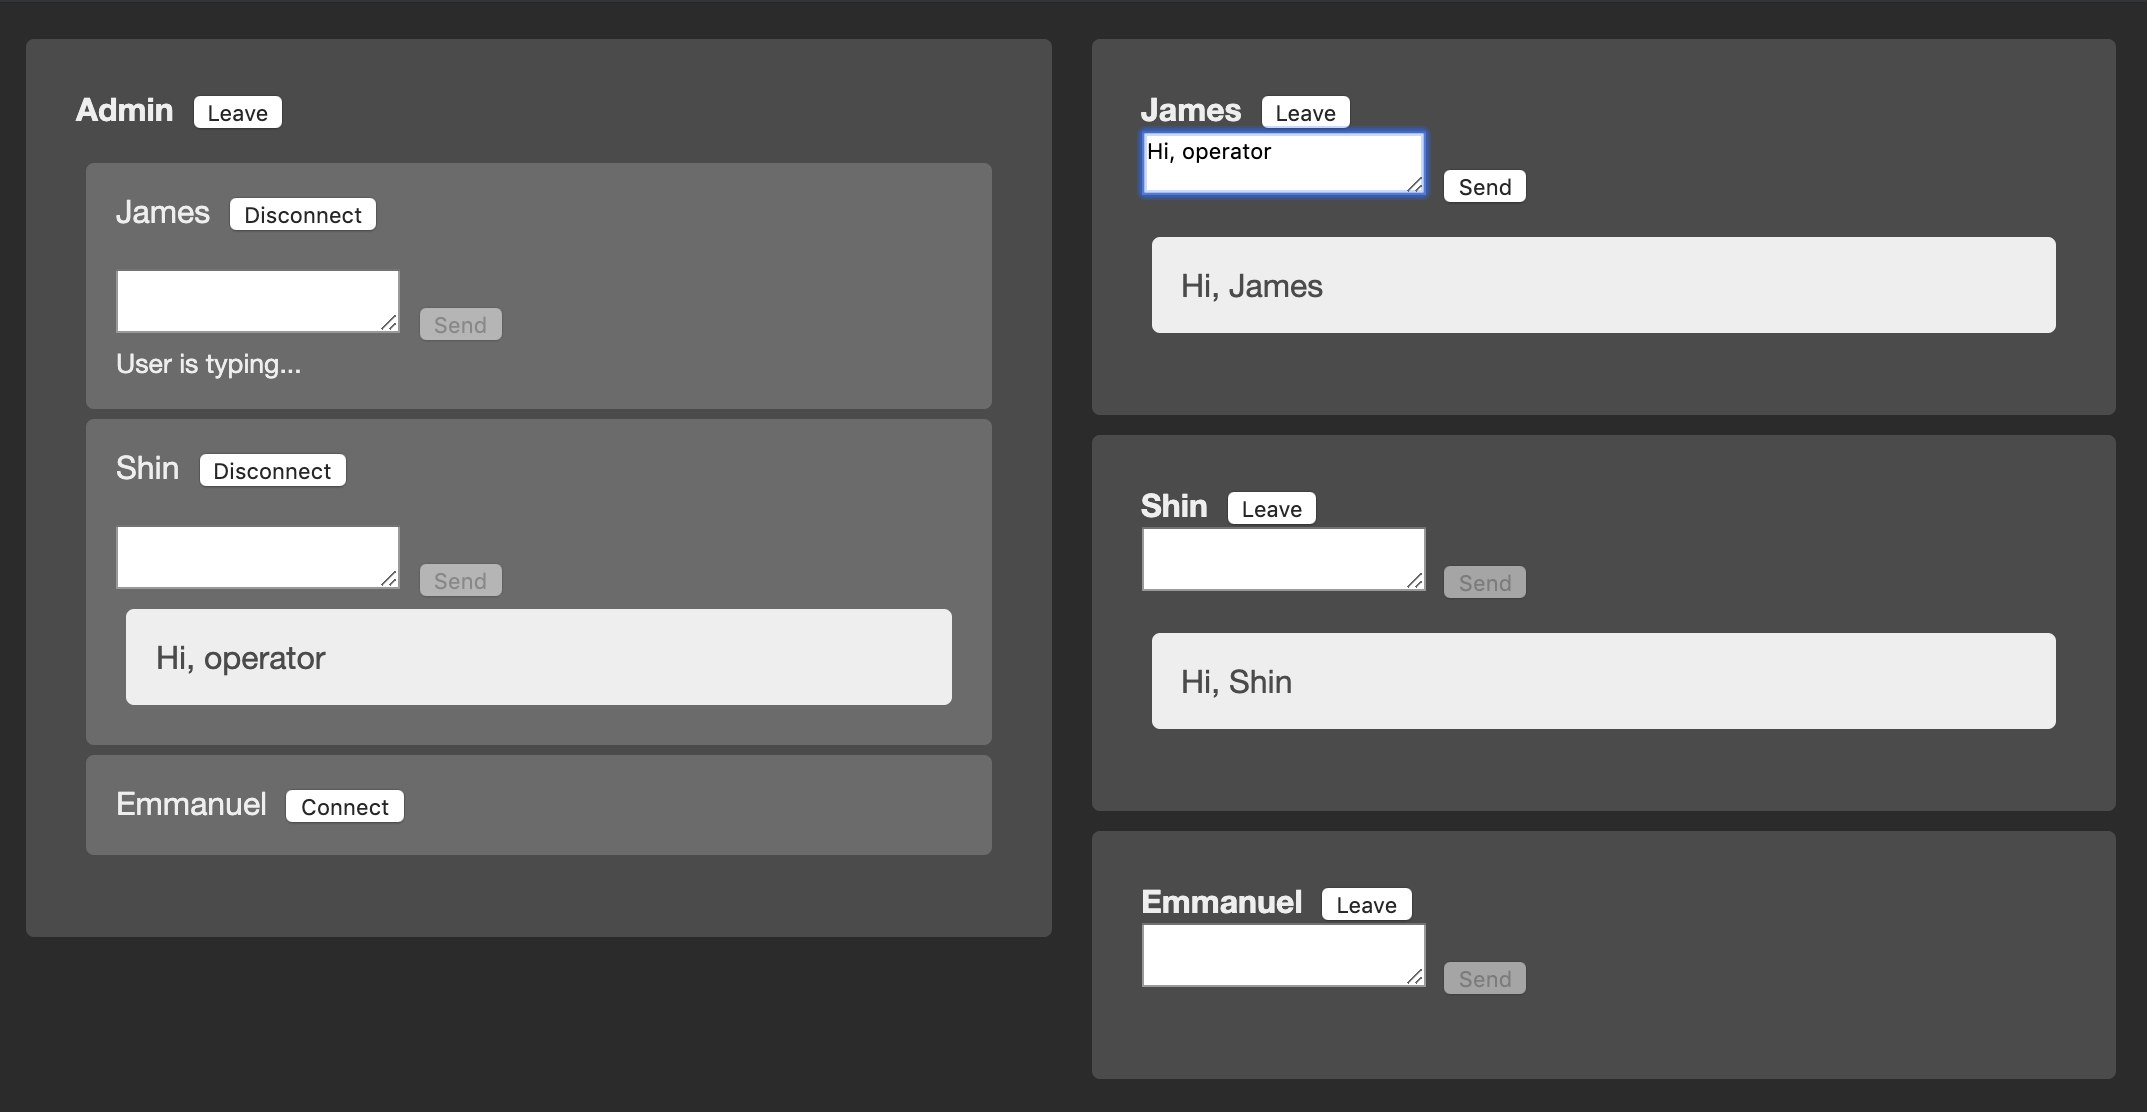 Admin Leave
James Disconnect
Send
User is typing...
Shin Disconnect
Send
Hi, operator
Emmanuel Connect
James Leave
Hi, operator
Send
Hi, James
Shin Leave
Send
Hi, Shin
Emmanuel Leave
Send